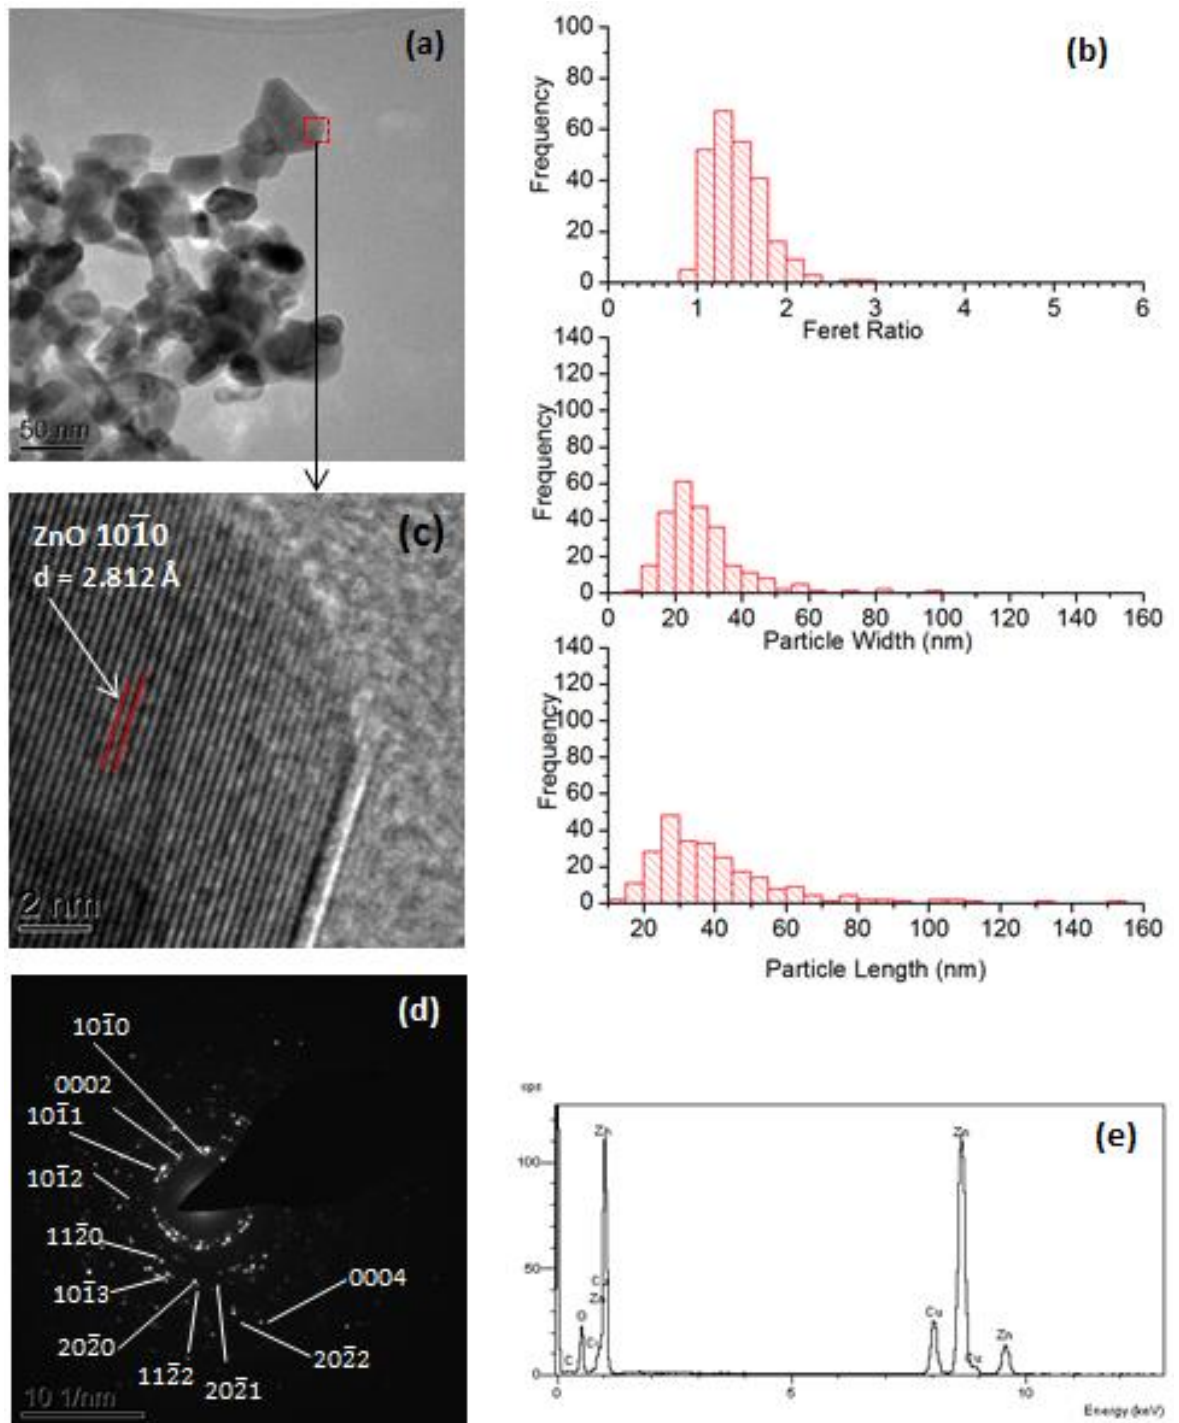 (a)
50 nm
(b)
Frequency
100
80
60
40
20
0
0 1 2 3 4 5 6
Feret Ratio
Frequency
140
120
100
80
60
40
20
0
0 20 40 60 80 100 120 140 160
Particle Width (nm)
Frequency
140
120
100
80
60
40
20
0
20 40 60 80 100 120 140 160
Particle Length (nm)
(c)
ZnO 101̅0
d = 2.812 Å
2 nm
(d)
101̅0
0002
101̅1
101̅2
112̅0
101̅3
202̅0
112̅2
202̅1
202̅2
0004
10 1/nm
(e)
cps
100
50
0
Zn
Cu
Zn
O
Cu
C
Zn
Cu
Cu
Zn
0 5 10
Energy (keV)